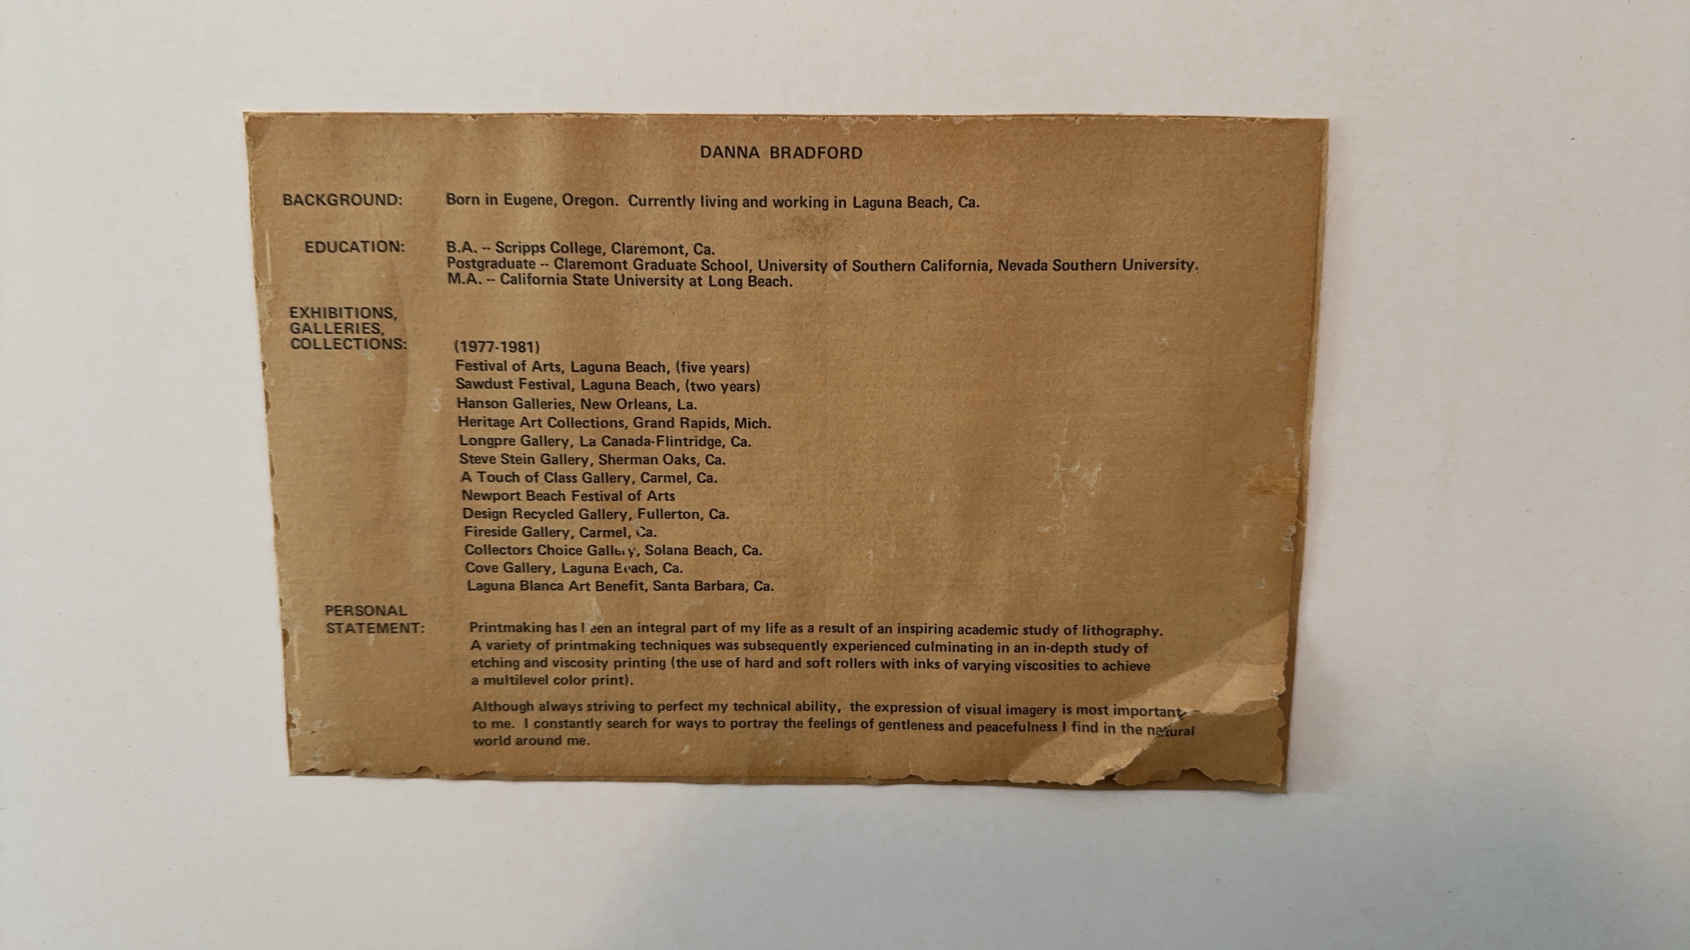 DANNA BRADFORD
BACKGROUND: Born in Eugene, Oregon. Currently living and working in Laguna Beach, Ca.
EDUCATION: B.A. -- Scripps College, Claremont, Ca.
Postgraduate -- Claremont Graduate School, University of Southern California, Nevada Southern University.
M.A. -- California State University at Long Beach.
EXHIBITIONS,
GALLERIES,
COLLECTIONS: (1977-1981)
Festival of Arts, Laguna Beach, (five years)
Sawdust Festival, Laguna Beach, (two years)
Hanson Galleries, New Orleans, La.
Heritage Art Collections, Grand Rapids, Mich.
Longpre Gallery, La Canada-Flintridge, Ca.
Steve Stein Gallery, Sherman Oaks, Ca.
A Touch of Class Gallery, Carmel, Ca.
Newport Beach Festival of Arts
Design Recycled Gallery, Fullerton, Ca.
Fireside Gallery, Carmel, Ca.
Collectors Choice Gallery, Solana Beach, Ca.
Cove Gallery, Laguna Beach, Ca.
Laguna Blanca Art Benefit, Santa Barbara, Ca.
PERSONAL
STATEMENT: Printmaking has been an integral part of my life as a result of an inspiring academic study of lithography.
A variety of printmaking techniques was subsequently experienced culminating in an in-depth study of
etching and viscosity printing (the use of hard and soft rollers with inks of varying viscosities to achieve
a multilevel color print).
Although always striving to perfect my technical ability, the expression of visual imagery is most important
to me. I constantly search for ways to portray the feelings of gentleness and peacefulness I find in the natural
world around me.